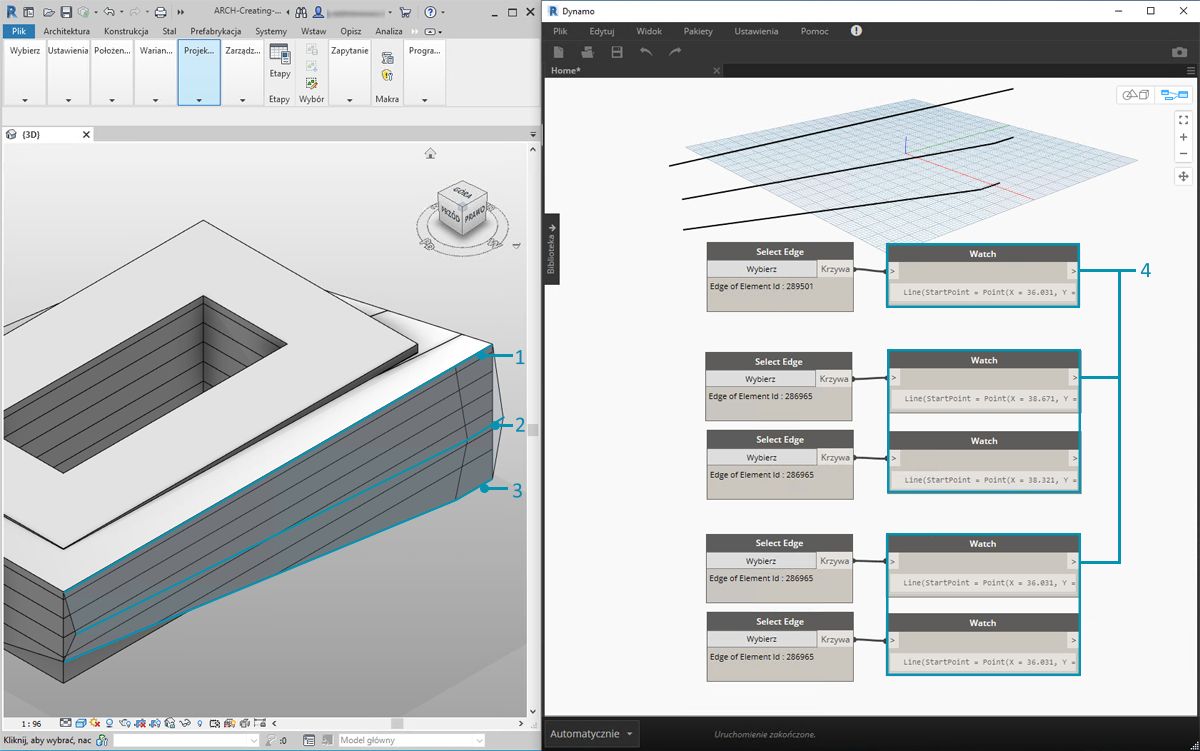 ARCH-Creating-...
Plik Architektura Konstrukcja Stal Prefabrykacja Systemy Wstaw Opisz Analiza
Wybierz Ustawienia Położen... Warian... Projek... Zarządz... Etapy Zapytanie Progra...
Etapy Wybór Makra
{3D}
GÓRA
PRZÓD PRAWO
1
2
3
1 : 96
Kliknij, aby wybrać, nac
:0
Model główny
Dynamo
Plik Edytuj Widok Pakiety Ustawienia Pomoc
Home*
Biblioteka
Select Edge
Wybierz Krzywa
Edge of Element Id : 289501
Watch
> >
Line(StartPoint = Point(X = 36.031, Y =
4
Select Edge
Wybierz Krzywa
Edge of Element Id : 286965
Watch
> >
Line(StartPoint = Point(X = 38.671, Y =
Select Edge
Wybierz Krzywa
Edge of Element Id : 286965
Watch
> >
Line(StartPoint = Point(X = 38.321, Y =
Select Edge
Wybierz Krzywa
Edge of Element Id : 286965
Watch
> >
Line(StartPoint = Point(X = 36.031, Y =
Select Edge
Wybierz Krzywa
Edge of Element Id : 286965
Watch
> >
Line(StartPoint = Point(X = 36.031, Y =
Automatycznie
Uruchomienie zakończone.